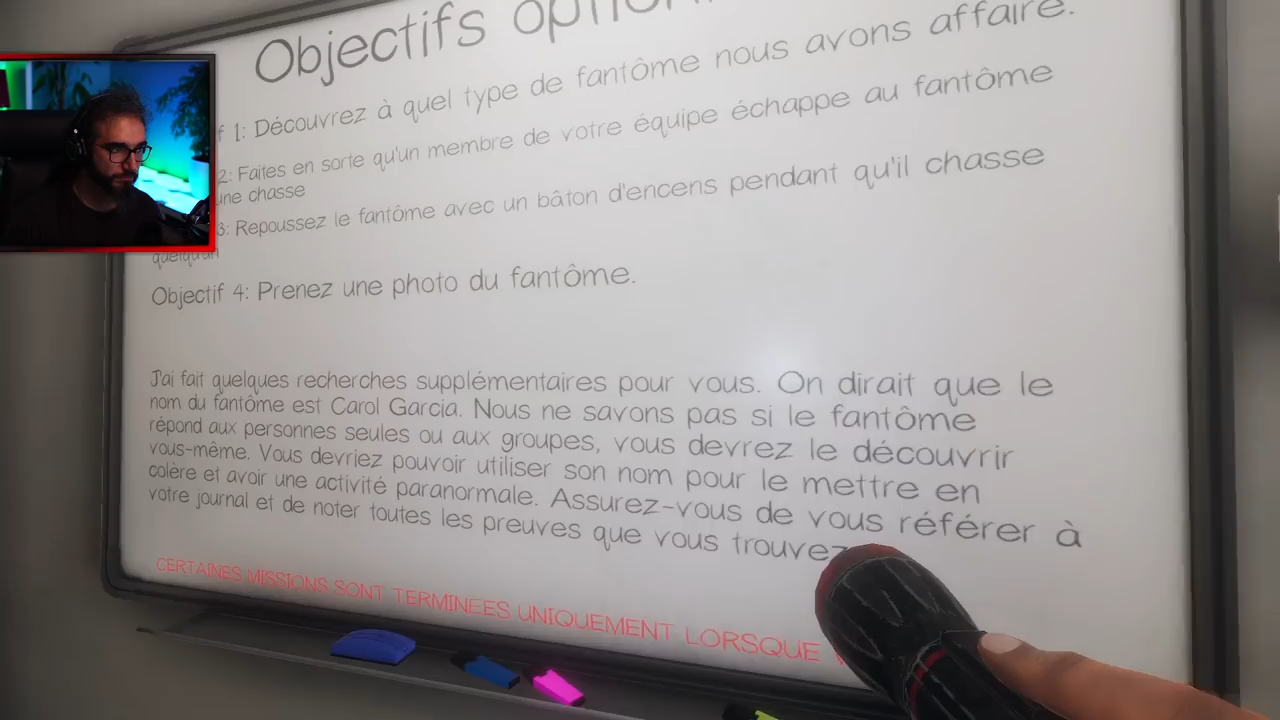 Objectifs
f 1: Découvrez à quel type de fantôme nous avons affaire.
2: Faites en sorte qu'un membre de votre équipe échappe au fantôme
une chasse
3: Repoussez le fantôme avec un bâton d'encens pendant qu'il chasse
quelqu'un
Objectif 4: Prenez une photo du fantôme.
J'ai fait quelques recherches supplémentaires pour vous. On dirait que le
nom du fantôme est Carol Garcia. Nous ne savons pas si le fantôme
répond aux personnes seules ou aux groupes, vous devrez le découvrir
vous-même. Vous devriez pouvoir utiliser son nom pour le mettre en
colère et avoir une activité paranormale. Assurez-vous de vous référer à
votre journal et de noter toutes les preuves que vous trouvez
CERTAINES MISSIONS SONT TERMINEES UNIQUEMENT LORSQUE